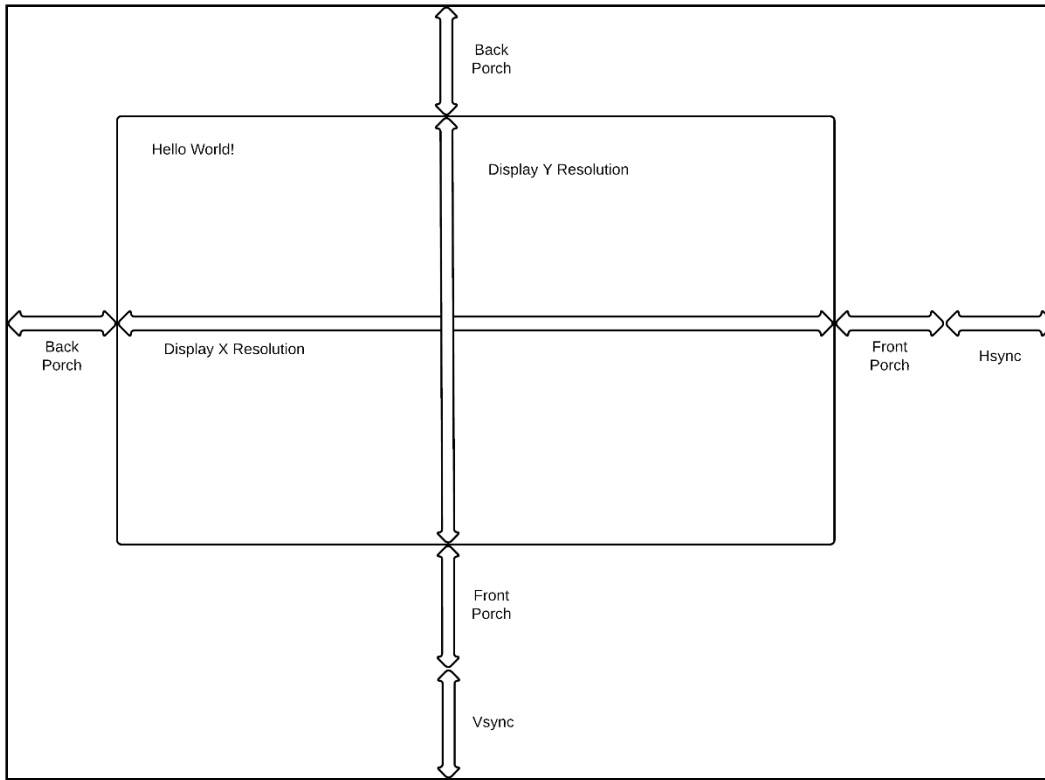 Back
Porch
Hello World!
Display Y Resolution
Back
Porch
Display X Resolution
Front
Porch
Hsync
Front
Porch
Vsync